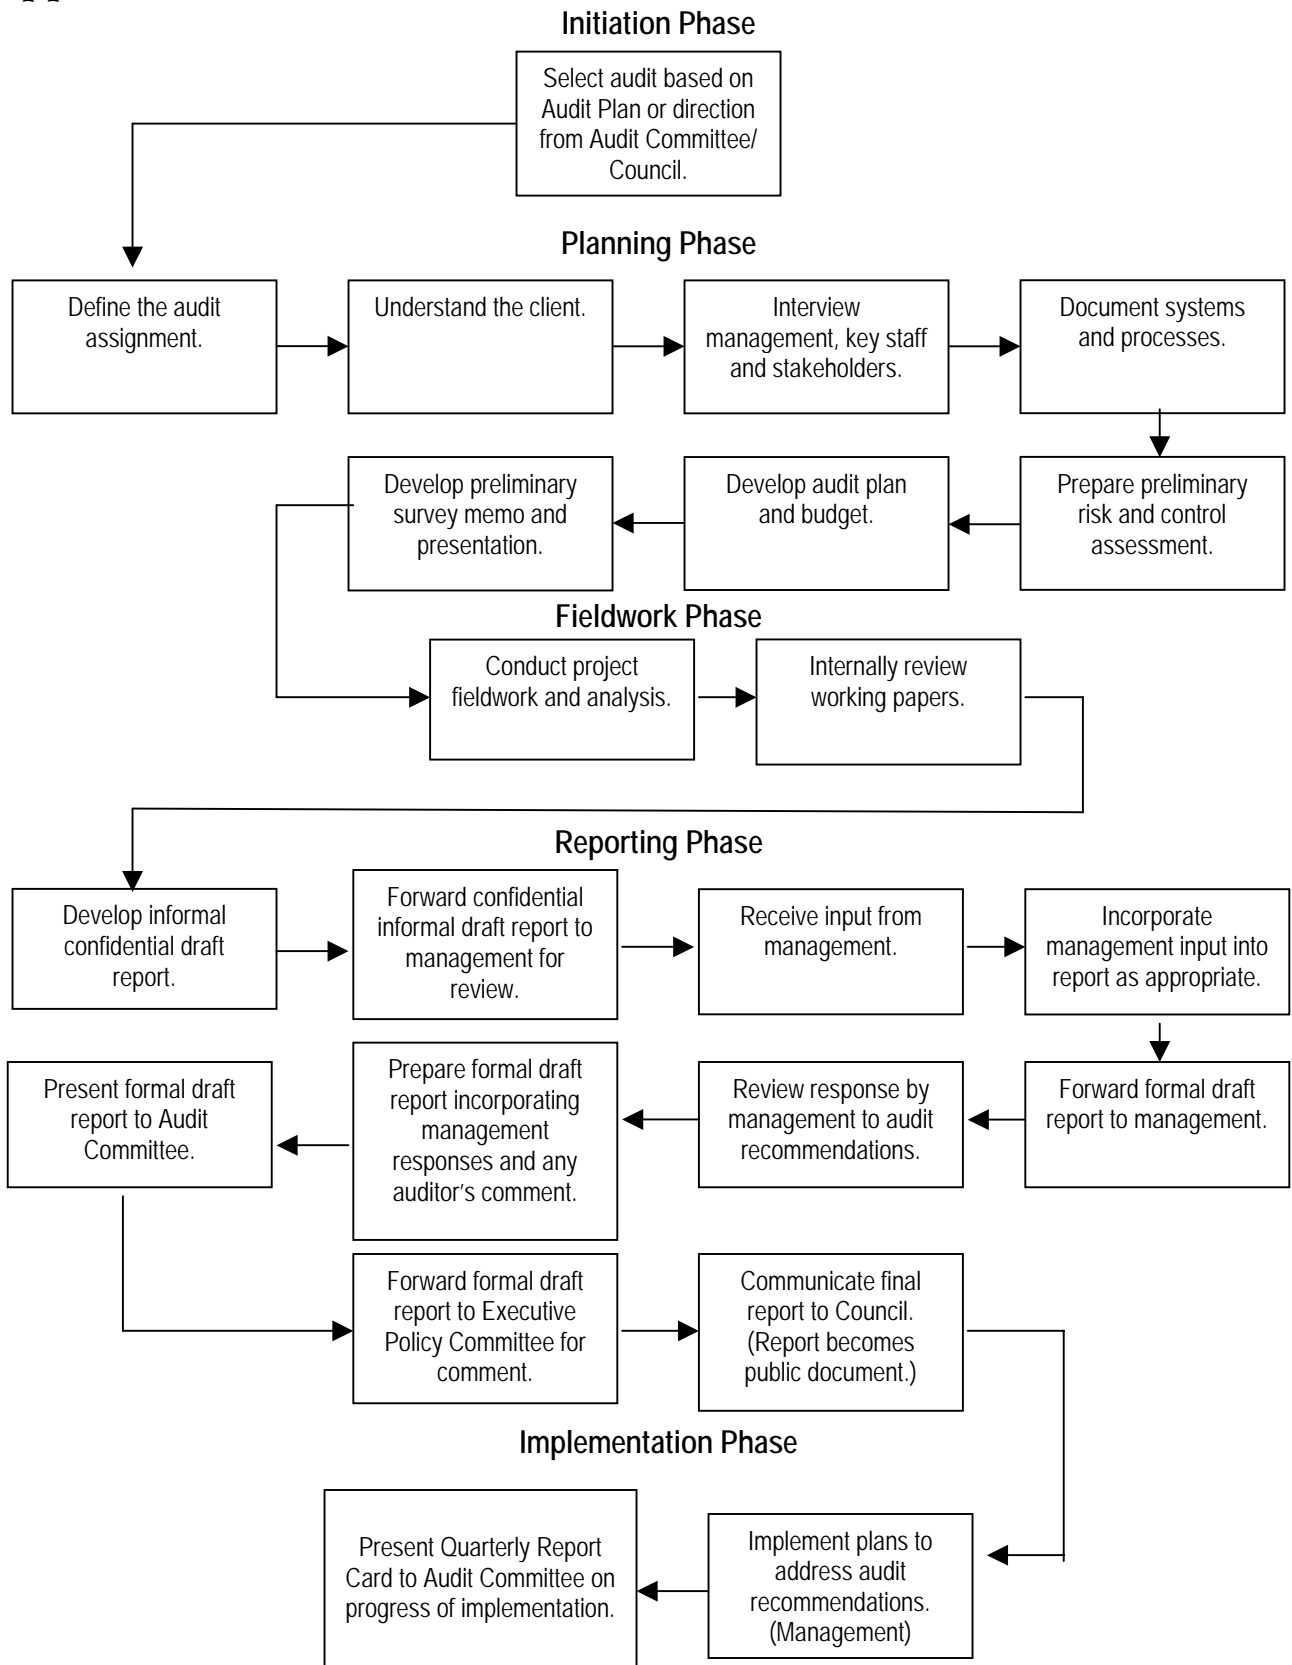 Initiation Phase
Select audit based on
Audit Plan or direction
from Audit Committee/
Council.
Planning Phase
Define the audit
assignment.
Understand the client.
Interview
management, key staff
and stakeholders.
Document systems
and processes.
Develop preliminary
survey memo and
presentation.
Develop audit plan
and budget.
Prepare preliminary
risk and control
assessment.
Fieldwork Phase
Conduct project
fieldwork and analysis.
Internally review
working papers.
Reporting Phase
Develop informal
confidential draft
report.
Forward confidential
informal draft report to
management for
review.
Receive input from
management.
Incorporate
management input into
report as appropriate.
Present formal draft
report to Audit
Committee.
Prepare formal draft
report incorporating
management
responses and any
auditor's comment.
Review response by
management to audit
recommendations.
Forward formal draft
report to management.
Forward formal draft
report to Executive
Policy Committee for
comment.
Communicate final
report to Council.
(Report becomes
public document.)
Implementation Phase
Present Quarterly Report
Card to Audit Committee on
progress of implementation.
Implement plans to
address audit
recommendations.
(Management)